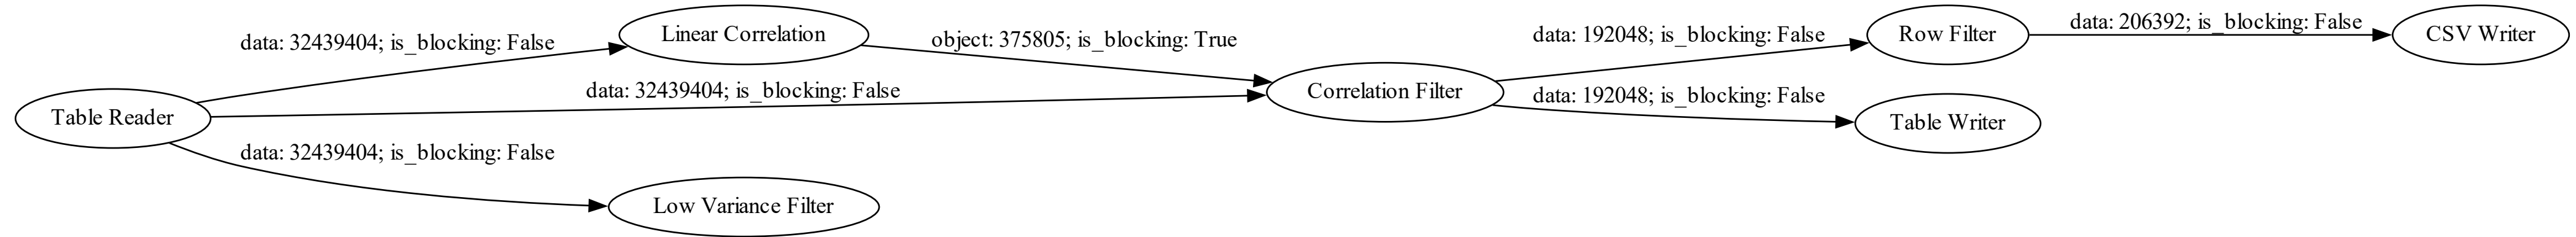 Table Reader
data: 32439404; is_blocking: False
Linear Correlation
data: 32439404; is_blocking: False
data: 32439404; is_blocking: False
Low Variance Filter
object: 375805; is_blocking: True
Correlation Filter
data: 192048; is_blocking: False
Row Filter
data: 192048; is_blocking: False
Table Writer
data: 206392; is_blocking: False
CSV Writer